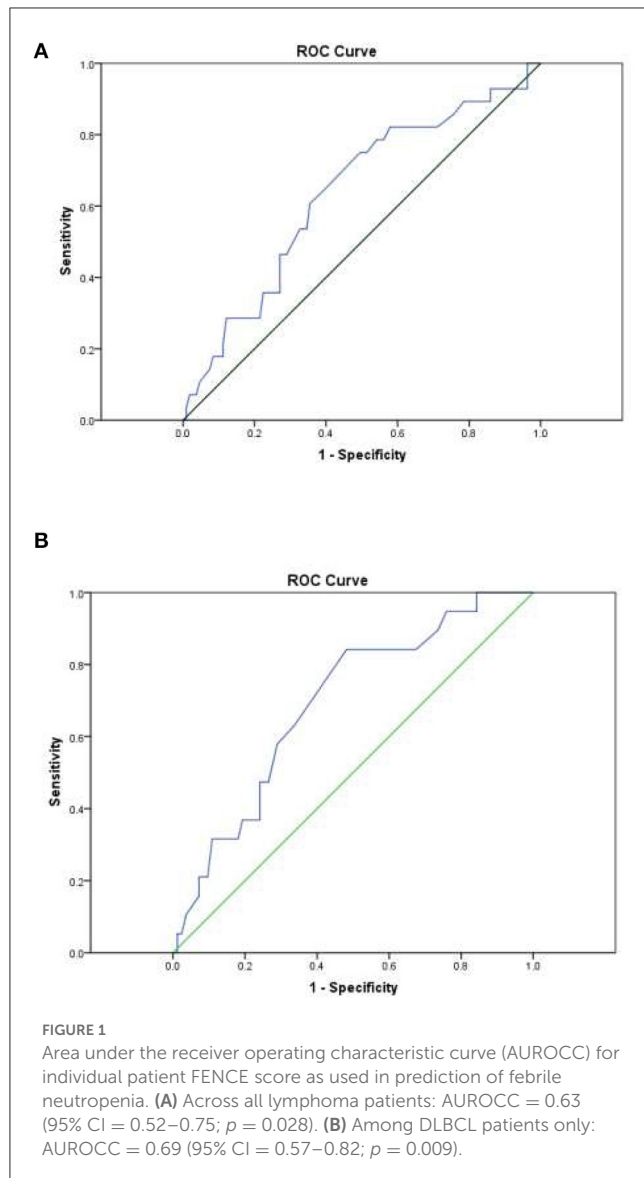 A
ROC Curve
1.0
0.8
0.6
0.4
0.2
0.0
Sensitivity
0.0 0.2 0.4 0.6 0.8 1.0
1 - Specificity
B
ROC Curve
1.0
0.8
0.6
0.4
0.2
0.0
Sensitivity
0.0 0.2 0.4 0.6 0.8 1.0
1 - Specificity
FIGURE 1
Area under the receiver operating characteristic curve (AUROCC) for
individual patient FENCE score as used in prediction of febrile
neutropenia. (A) Across all lymphoma patients: AUROCC = 0.63
(95% CI = 0.52–0.75; p = 0.028). (B) Among DLBCL patients only:
AUROCC = 0.69 (95% CI = 0.57–0.82; p = 0.009).